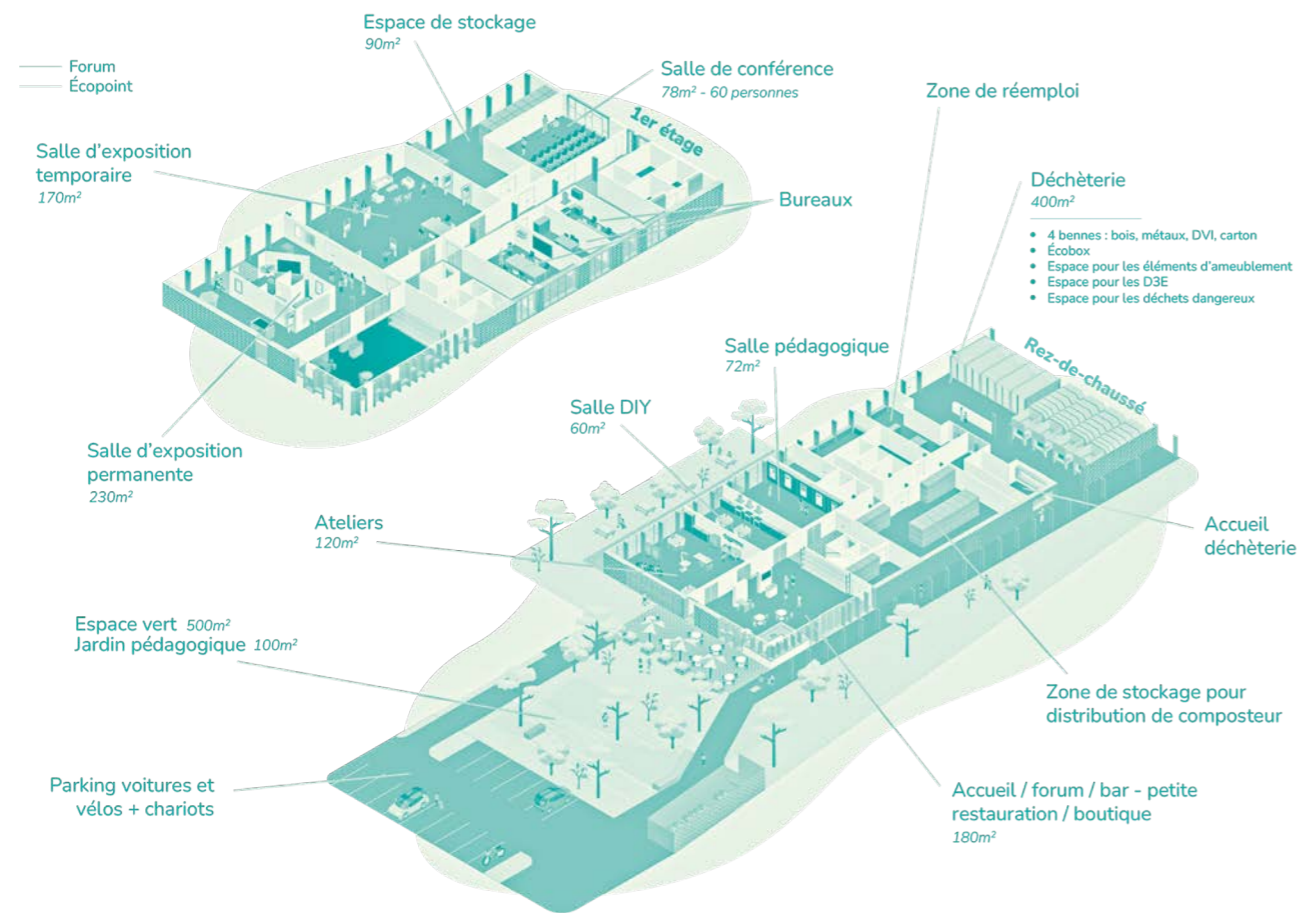 Forum
Écopoint
Espace de stockage
90m²
Salle de conférence
78m² - 60 personnes
1er étage
Salle d'exposition
temporaire
170m²
Bureaux
Salle d'exposition
permanente
230m²
Zone de réemploi
Déchèterie
400m²
• 4 bennes : bois, métaux, DVI, carton
• Écobox
• Espace pour les éléments d'ameublement
• Espace pour les D3E
• Espace pour les déchets dangereux
Rez-de-chaussé
Salle pédagogique
72m²
Salle DIY
60m²
Ateliers
120m²
Accueil
déchèterie
Espace vert 500m²
Jardin pédagogique 100m²
Zone de stockage pour
distribution de composteur
Parking voitures et
vélos + chariots
Accueil / forum / bar - petite
restauration / boutique
180m²